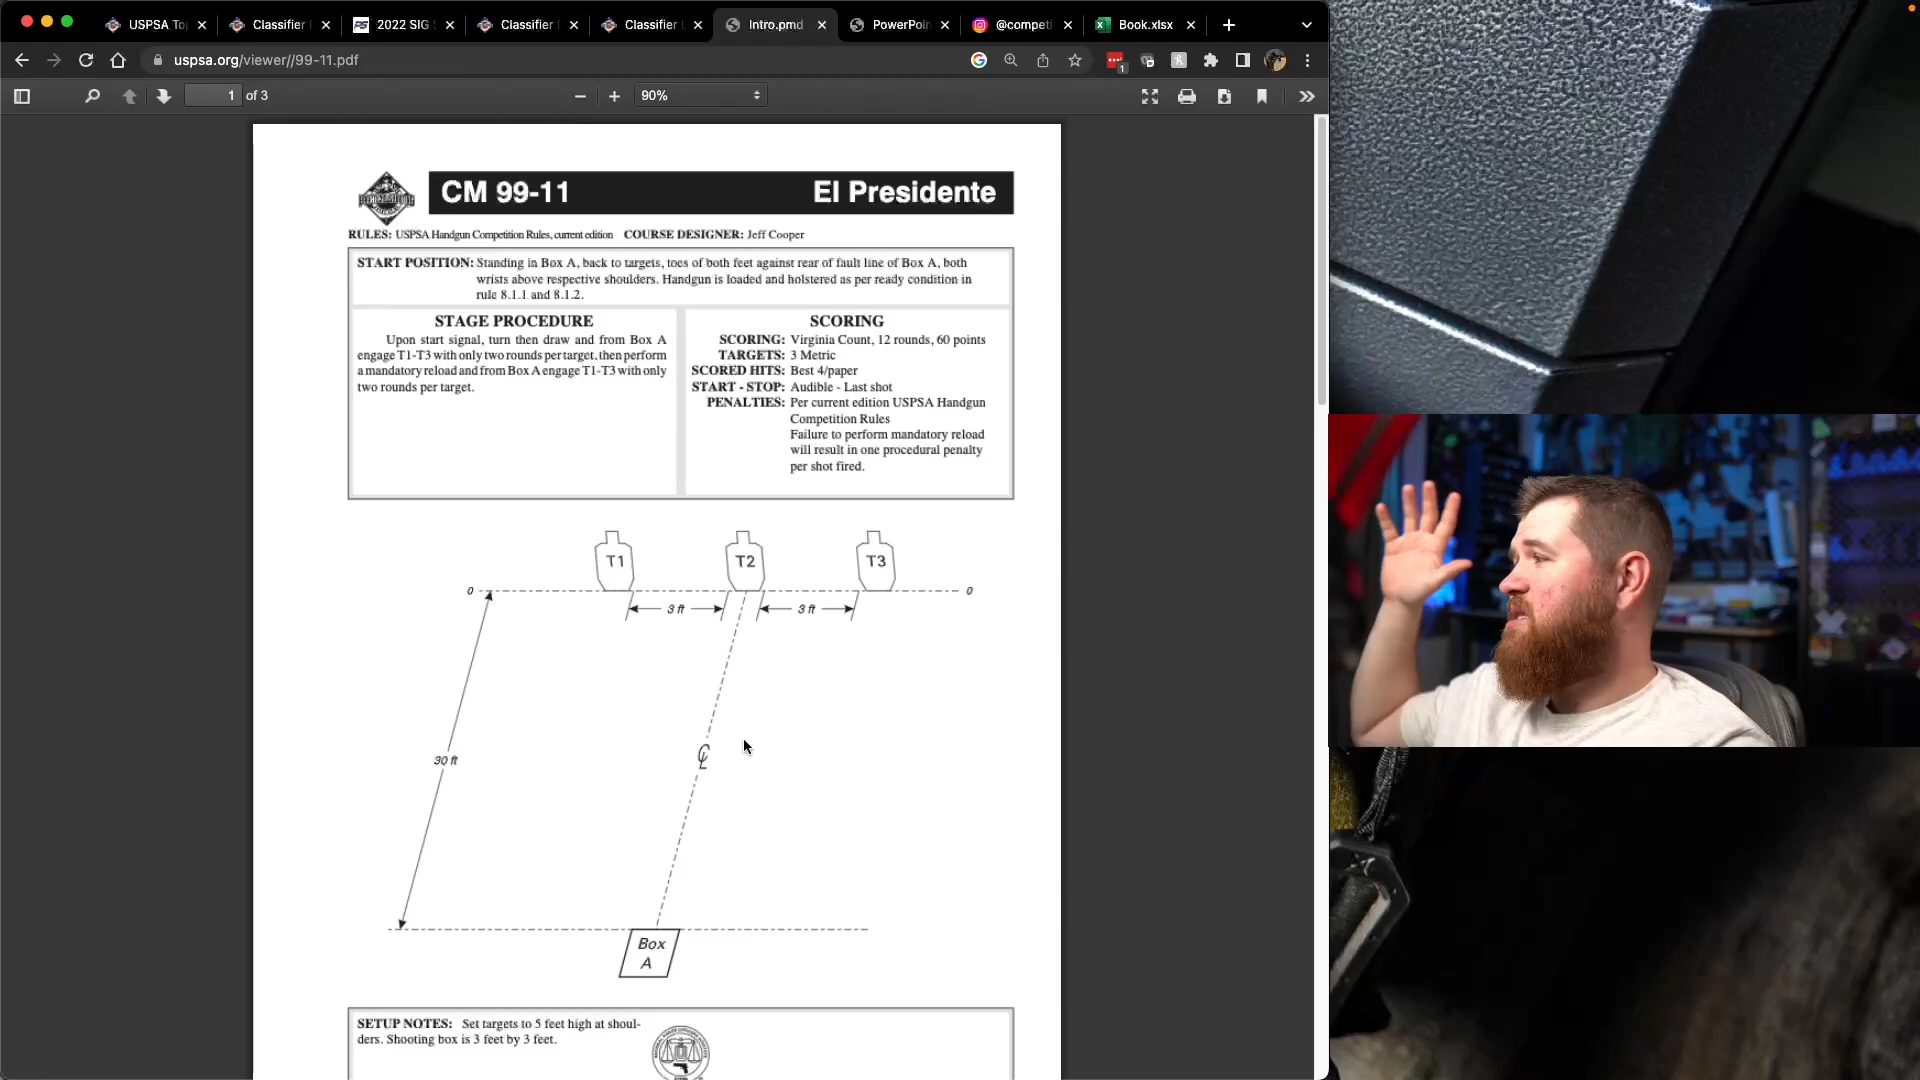 USPSA To
Classifier
2022 SIG
Classifier
Classifier
Intro.pmd
PowerPoi
@competi
Book.xlsx
uspsa.org/viewer//99-11.pdf
1
1 of 3
90%
CM 99-11 El Presidente
RULES: USPSA Handgun Competition Rules, current edition COURSE DESIGNER: Jeff Cooper
START POSITION: Standing in Box A, back to targets, toes of both feet against rear of fault line of Box A, both
wrists above respective shoulders. Handgun is loaded and holstered as per ready condition in
rule 8.1.1 and 8.1.2.
STAGE PROCEDURE
Upon start signal, turn then draw and from Box A
engage T1-T3 with only two rounds per target, then perform
a mandatory reload and from Box A engage T1-T3 with only
two rounds per target.
SCORING
SCORING: Virginia Count, 12 rounds, 60 points
TARGETS: 3 Metric
SCORED HITS: Best 4/paper
START - STOP: Audible - Last shot
PENALTIES: Per current edition USPSA Handgun
Competition Rules
Failure to perform mandatory reload
will result in one procedural penalty
per shot fired.
T1 T2 T3
0 0
3 ft 3 ft
30 ft
Box
A
SETUP NOTES: Set targets to 5 feet high at shoul-
ders. Shooting box is 3 feet by 3 feet.